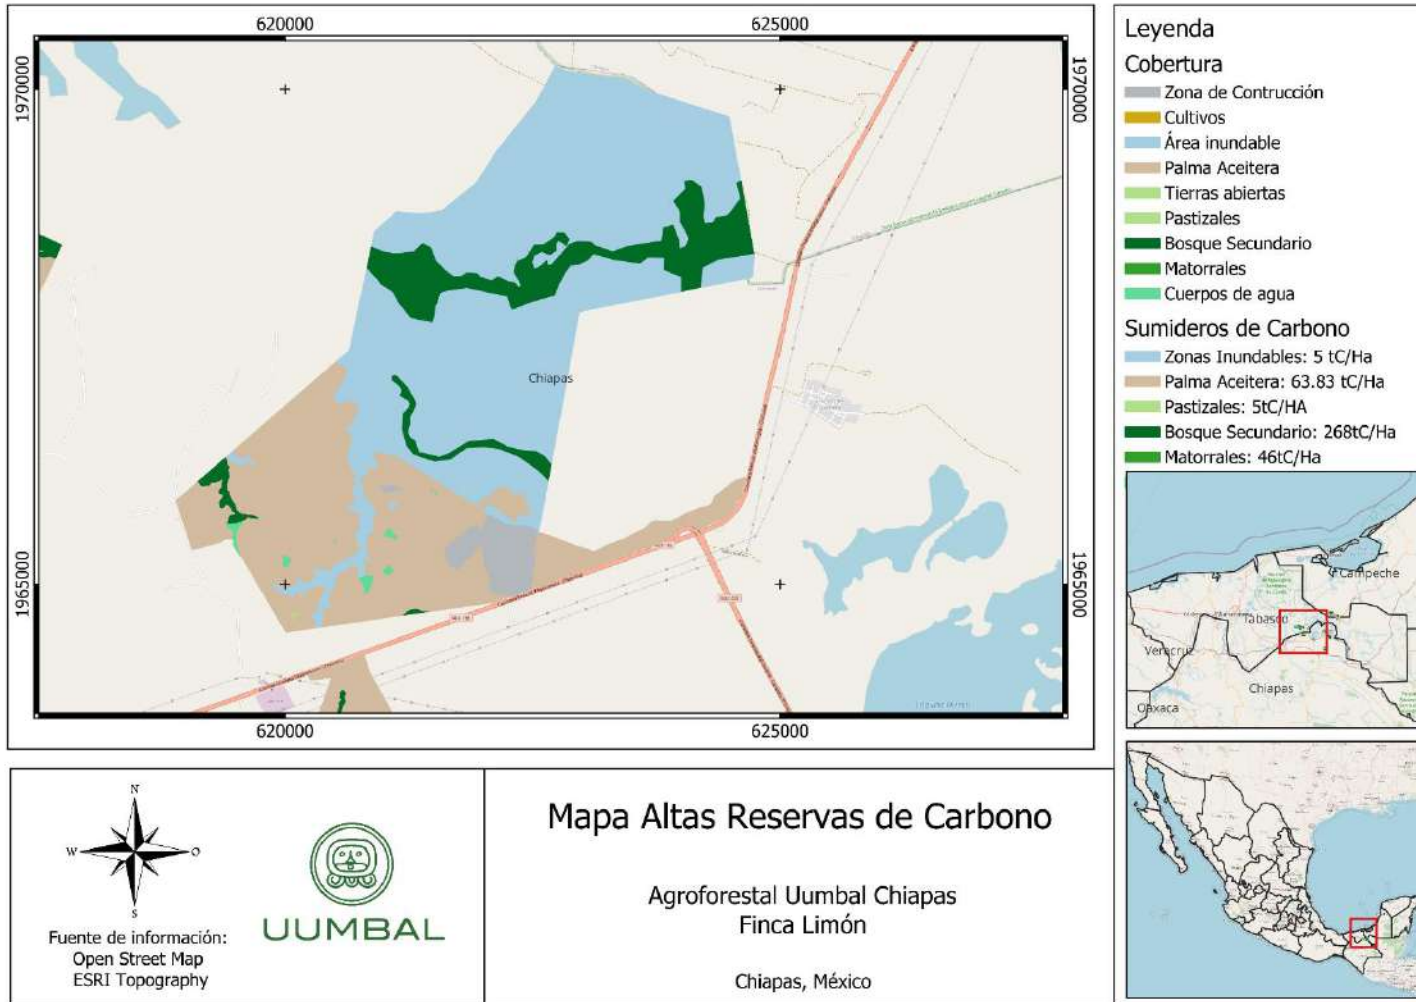 620000
625000
1970000
1970000
Chiapas
1965000
1965000
620000
625000
Leyenda
Cobertura
Zona de Contrucción
Cultivos
Área inundable
Palma Aceitera
Tierras abiertas
Pastizales
Bosque Secundario
Matorrales
Cuerpos de agua
Sumideros de Carbono
Zonas Inundables: 5 tC/Ha
Palma Aceitera: 63.83 tC/Ha
Pastizales: 5tC/HA
Bosque Secundario: 268tC/Ha
Matorrales: 46tC/Ha
Campeche
Tabasco
Veracruz
Chiapas
Oaxaca
N
W
O
S
Fuente de información:
Open Street Map
ESRI Topography
UUMBAL
Mapa Altas Reservas de Carbono
Agroforestal Uumbal Chiapas
Finca Limón
Chiapas, México